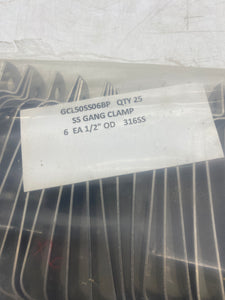 GCL50SS06BP QTY 25
SS GANG CLAMP
6 EA 1/2" OD 316SS